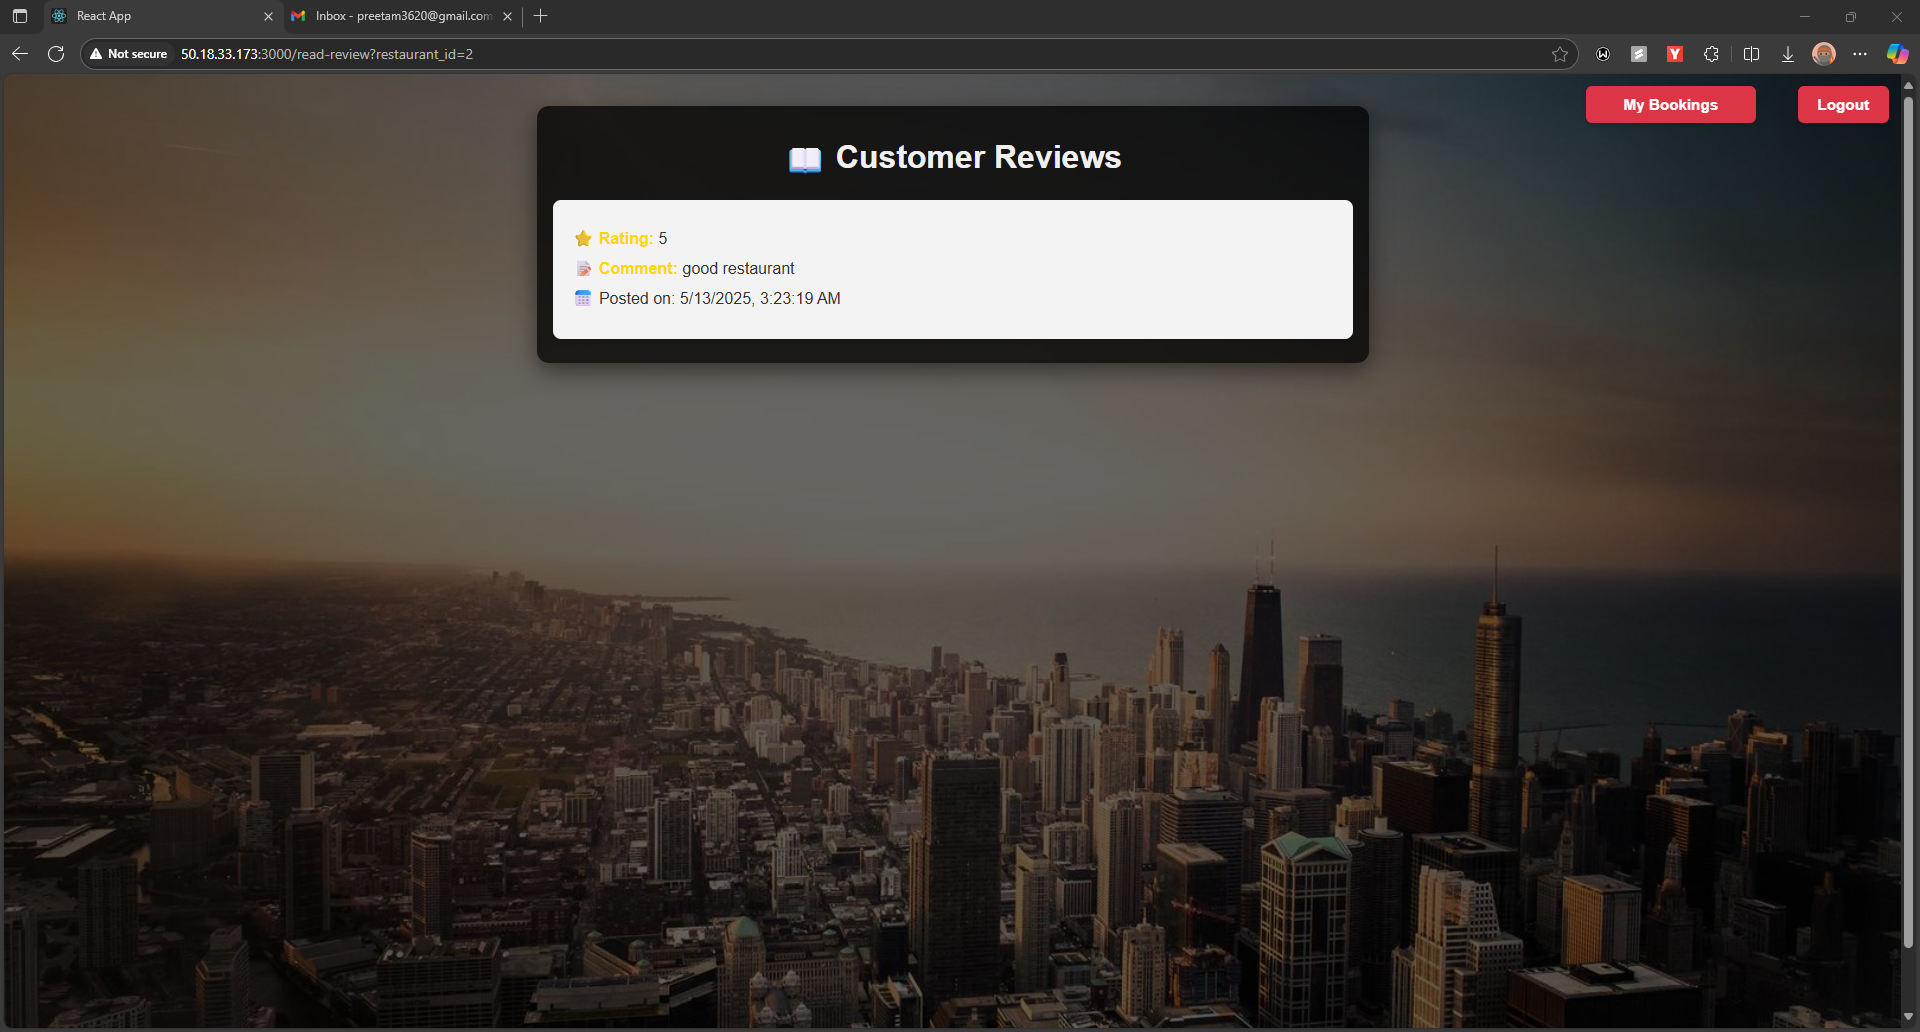 React App
Inbox - preetam3620@gmail.com
Not secure
50.18.33.173:3000/read-review?restaurant_id=2
My Bookings
Logout
📖 Customer Reviews
⭐ Rating: 5
📝 Comment: good restaurant
📅 Posted on: 5/13/2025, 3:23:19 AM